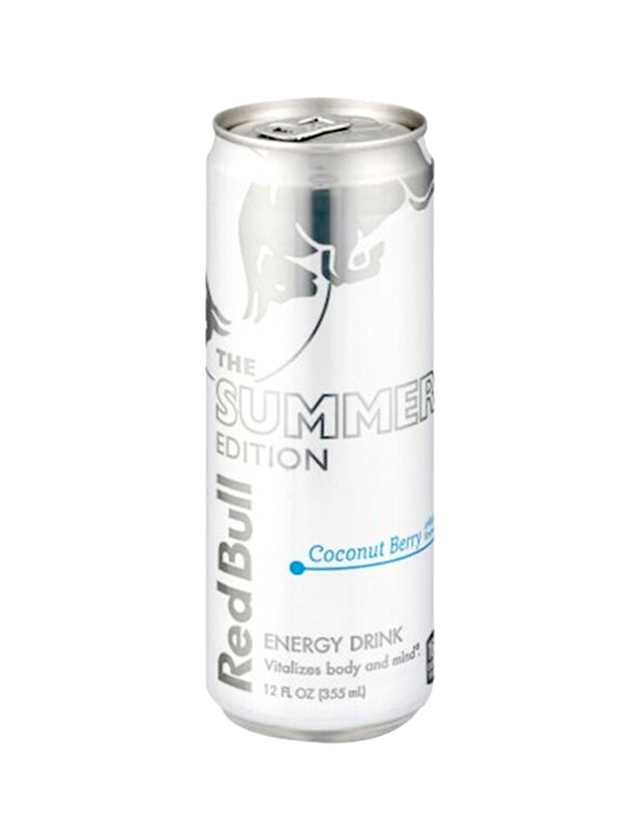 THE
SUMMER
EDITION
Red Bull
Coconut Berry
ENERGY DRINK
Vitalizes body and mind®.
12 FL OZ (355 mL)